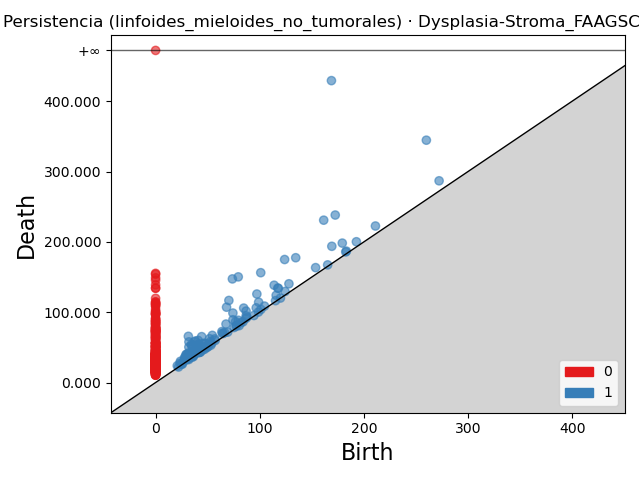 Persistencia (linfoides_mieloides_no_tumorales) · Dysplasia-Stroma_FAAGSC
+∞
400.000
300.000
200.000
100.000
0.000
Death
0
1
0 100 200 300 400
Birth